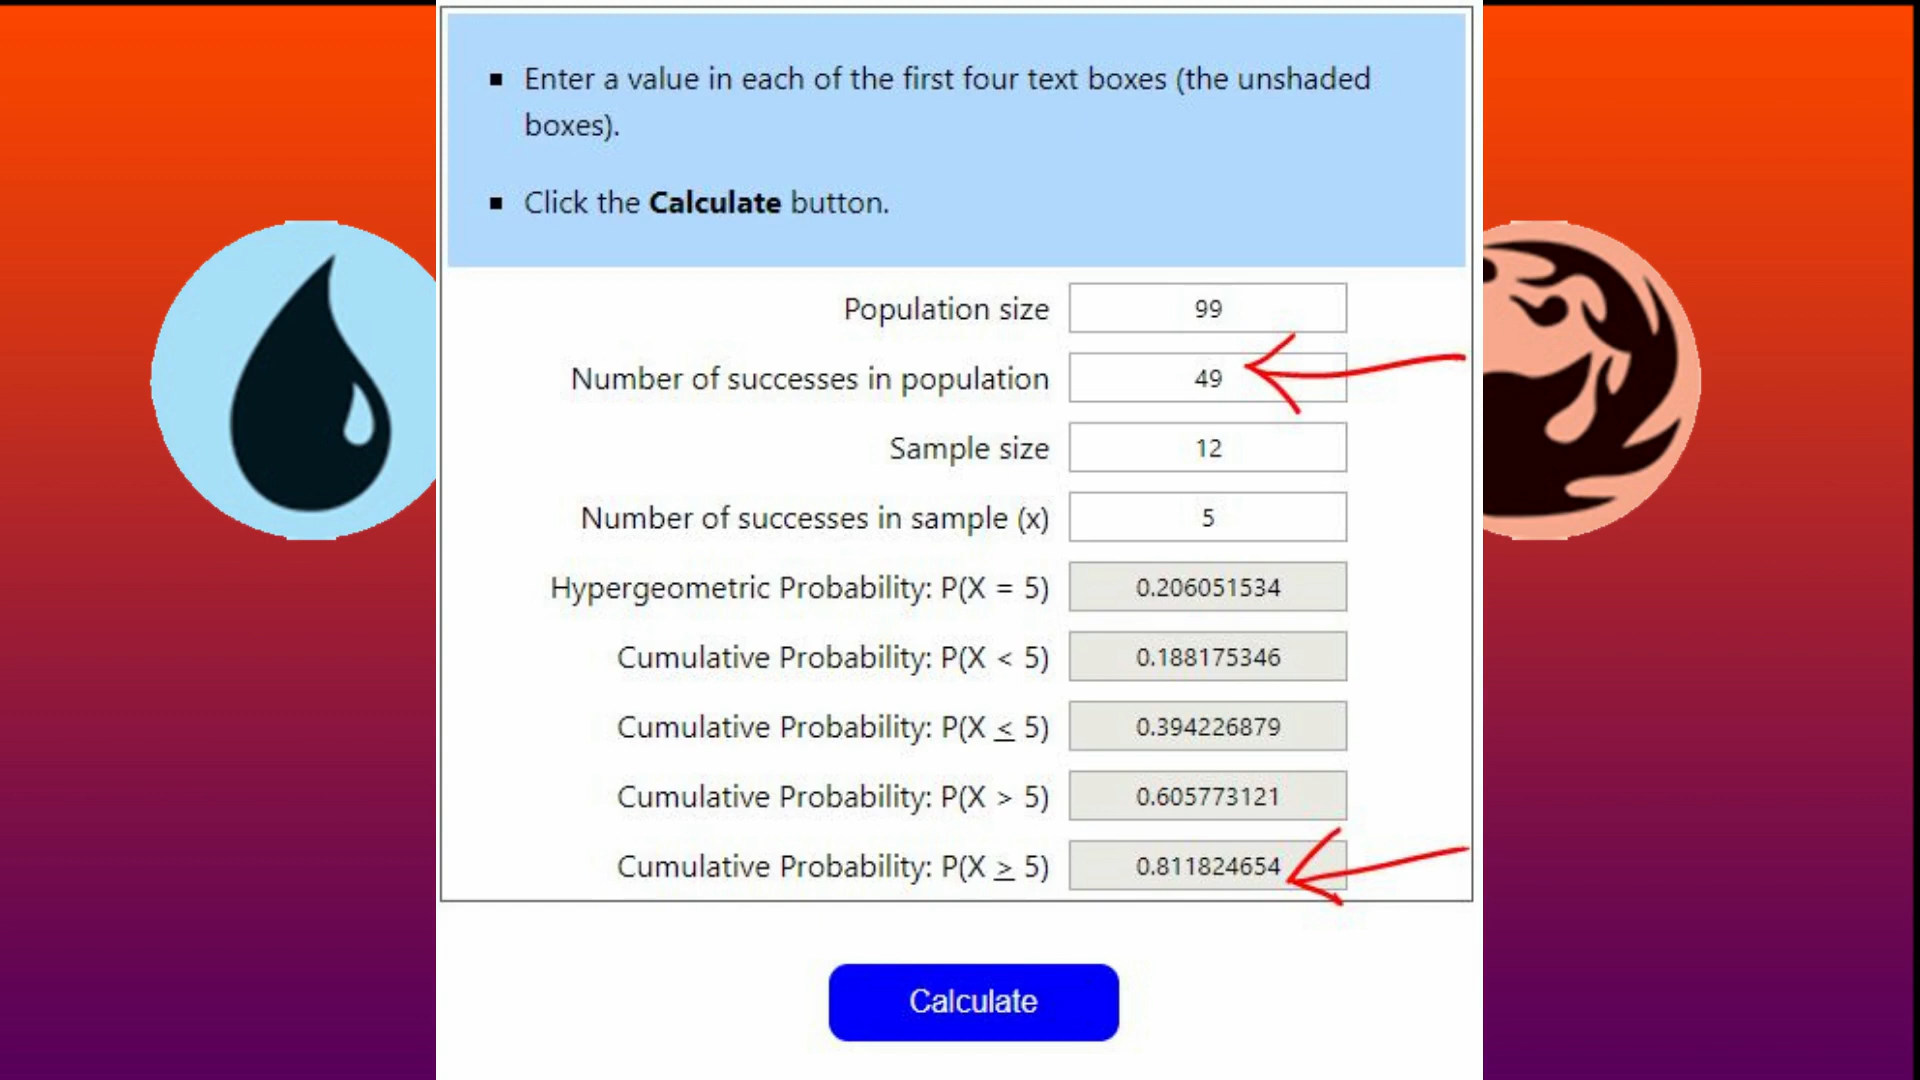 Enter a value in each of the first four text boxes (the unshaded
boxes).
Click the Calculate button.
Population size 99
Number of successes in population 49
Sample size 12
Number of successes in sample (x) 5
Hypergeometric Probability: P(X = 5) 0.206051534
Cumulative Probability: P(X < 5) 0.188175346
Cumulative Probability: P(X ≤ 5) 0.394226879
Cumulative Probability: P(X > 5) 0.605773121
Cumulative Probability: P(X ≥ 5) 0.811824654
Calculate